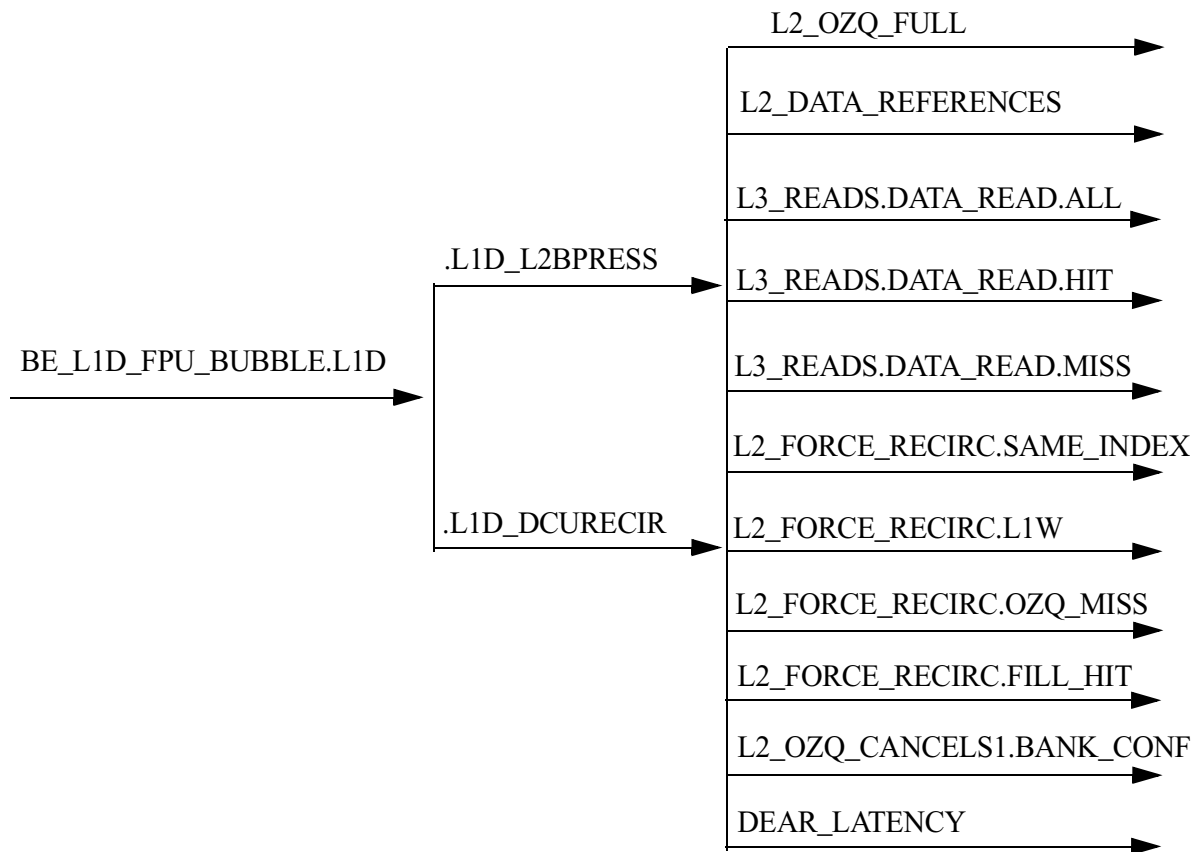 L2_OZQ_FULL
L2_DATA_REFERENCES
L3_READS.DATA_READ.ALL
.L1D_L2BPRESS
L3_READS.DATA_READ.HIT
BE_L1D_FPU_BUBBLE.L1D
L3_READS.DATA_READ.MISS
L2_FORCE_RECIRC.SAME_INDEX
.L1D_DCURECIR
L2_FORCE_RECIRC.L1W
L2_FORCE_RECIRC.OZQ_MISS
L2_FORCE_RECIRC.FILL_HIT
L2_OZQ_CANCELS1.BANK_CONF
DEAR_LATENCY